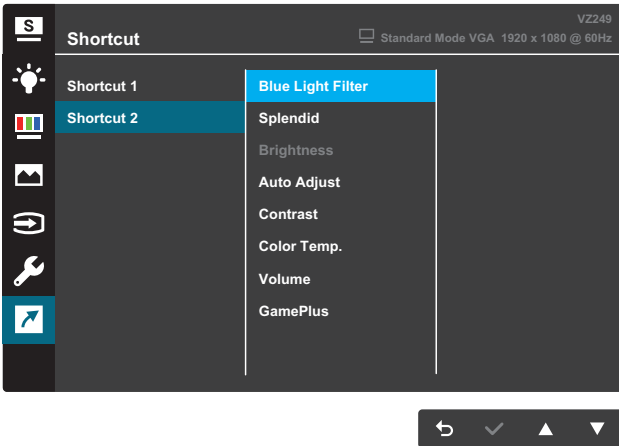 S
VZ249
Shortcut
Standard Mode VGA 1920 x 1080 @ 60Hz
Shortcut 1
Shortcut 2
Blue Light Filter
Splendid
Brightness
Auto Adjust
Contrast
Color Temp.
Volume
GamePlus